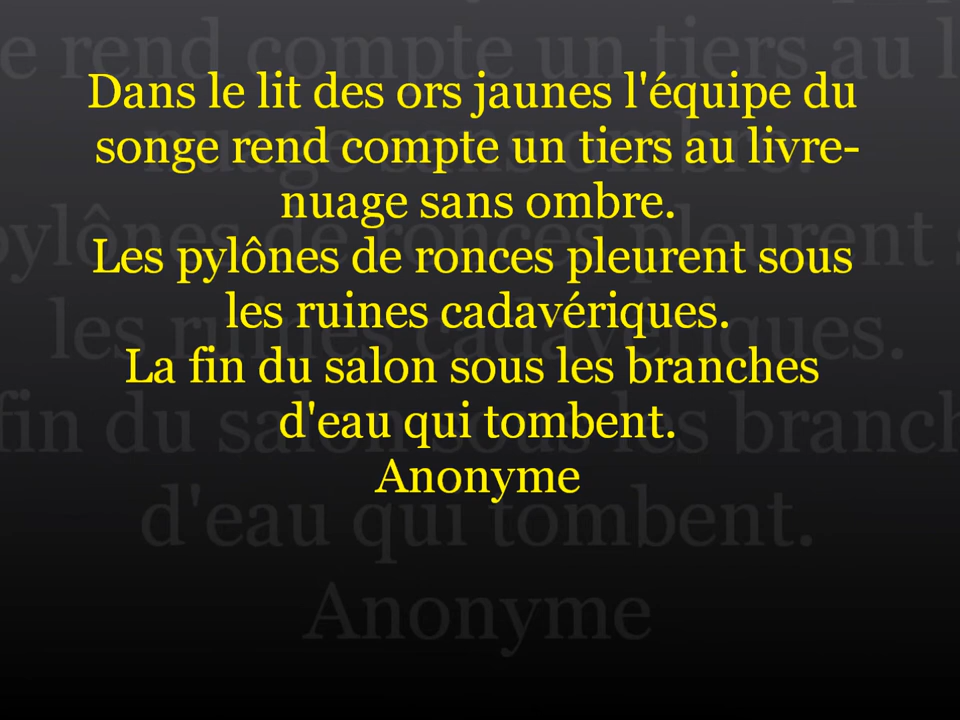 Dans le lit des ors jaunes l'équipe du
songe rend compte un tiers au livre-
nuage sans ombre.
Les pylônes de ronces pleurent sous
les ruines cadavériques.
La fin du salon sous les branches
d'eau qui tombent.
Anonyme